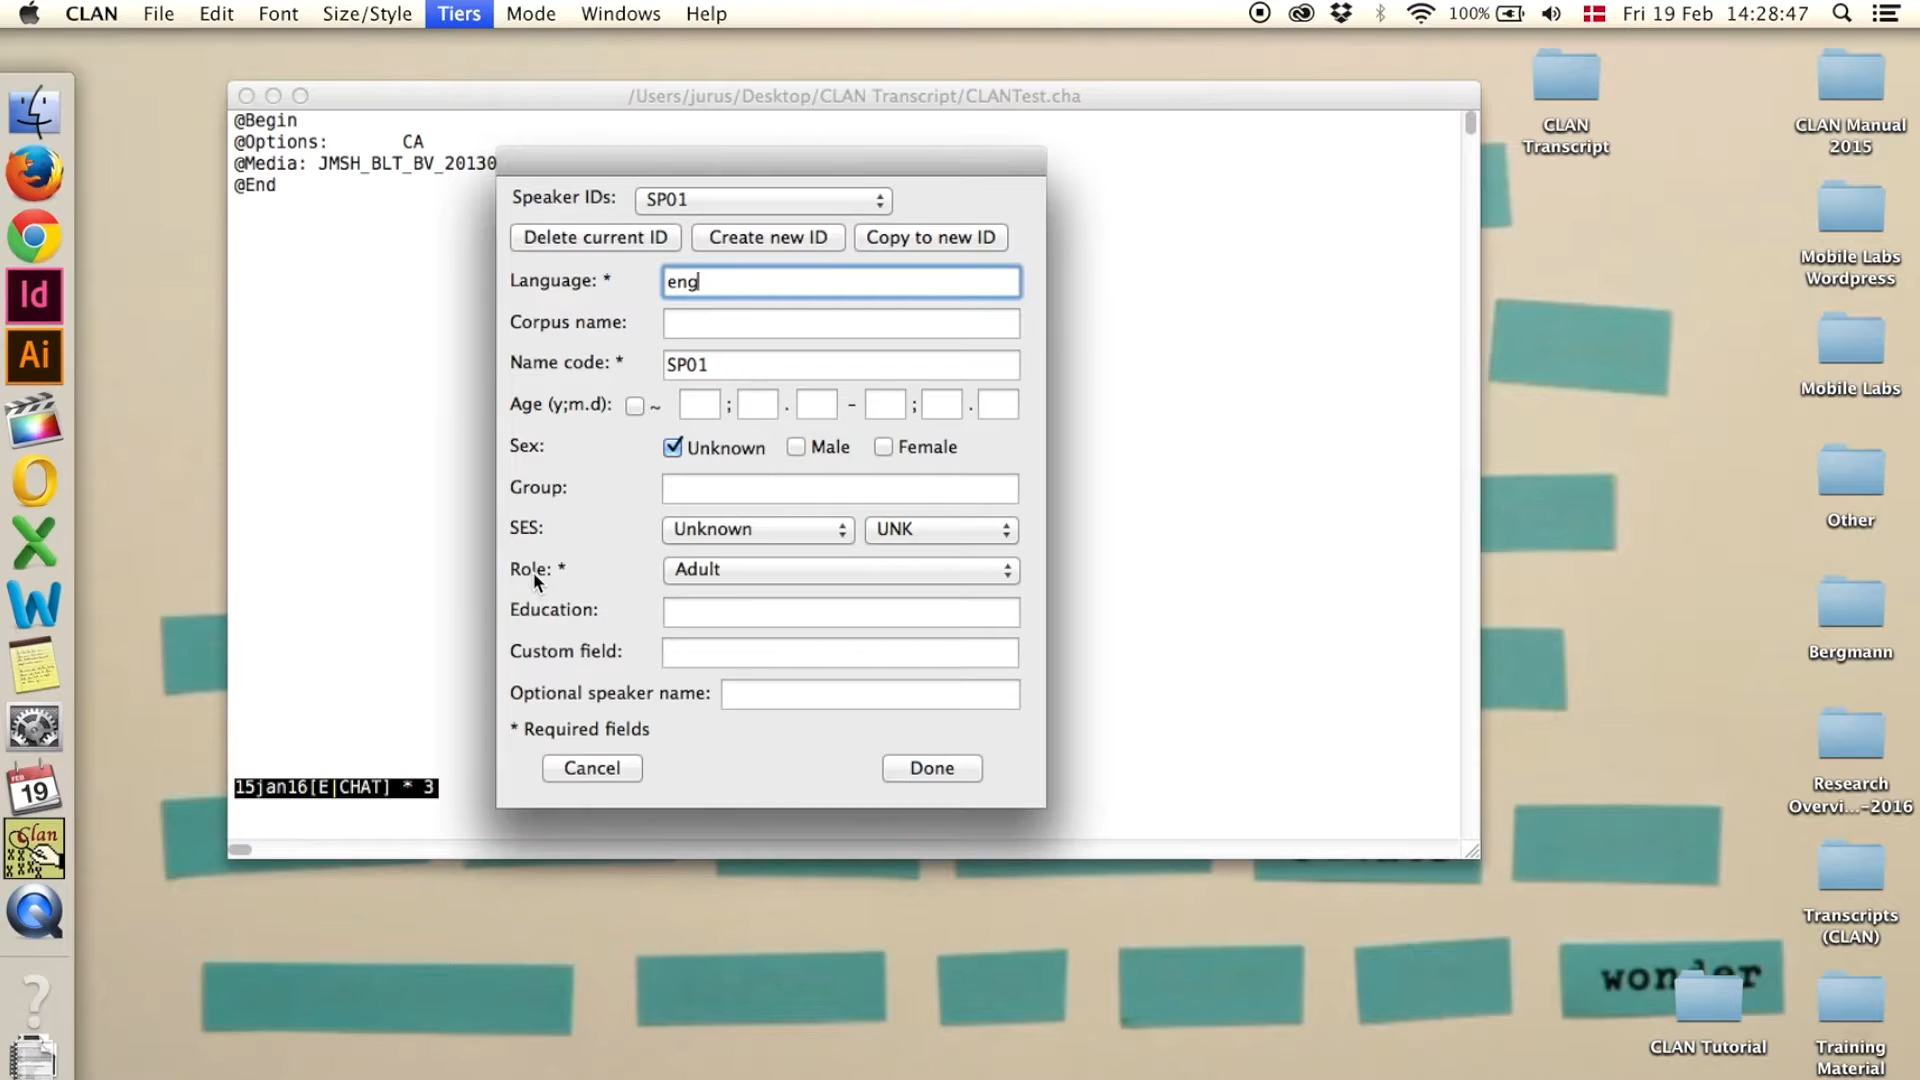 CLAN File Edit Font Size/Style Tiers Mode Windows Help 100% Fri 19 Feb 14:28:47
/Users/jurus/Desktop/CLAN Transcript/CLANTest.cha
@Begin
@Options: CA
@Media: JMSH_BLT_BV_20130
@End
Speaker IDs: SP01
Delete current ID Create new ID Copy to new ID
Language: * eng
Corpus name:
Name code: * SP01
Age (y;m.d): ~ ; . - ; .
Sex: Unknown Male Female
Group:
SES: Unknown UNK
Role: * Adult
Education:
Custom field:
Optional speaker name:
* Required fields
Cancel Done
15jan16[E|CHAT] * 3
CLAN
Transcript
CLAN Manual
2015
Mobile Labs
Wordpress
Mobile Labs
Other
Bergmann
Research
Overvi...-2016
Transcripts
(CLAN)
CLAN Tutorial
Training
Material
wonder
Id
Ai
FEB
19
Clan